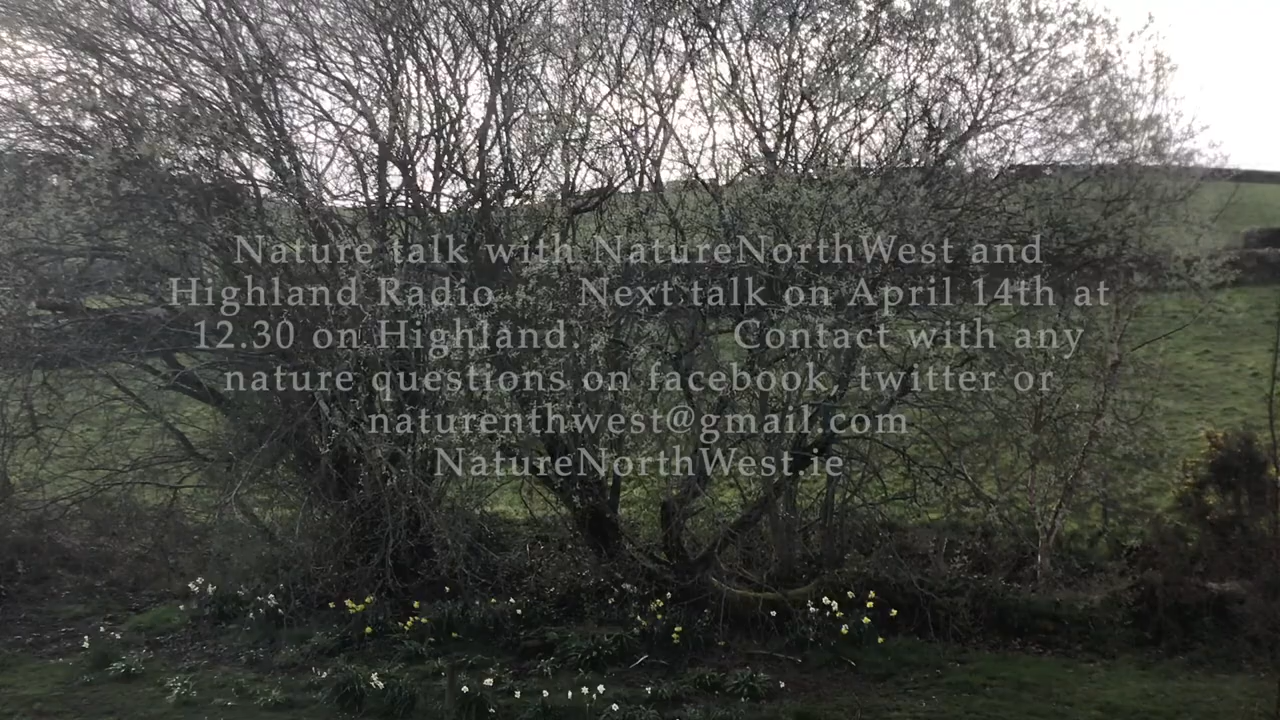 Nature talk with NatureNorthWest and
Highland Radio. Next talk on April 14th at
12.30 on Highland. Contact with any
nature questions on facebook, twitter or
naturenthwest@gmail.com
NatureNorthWest.ie